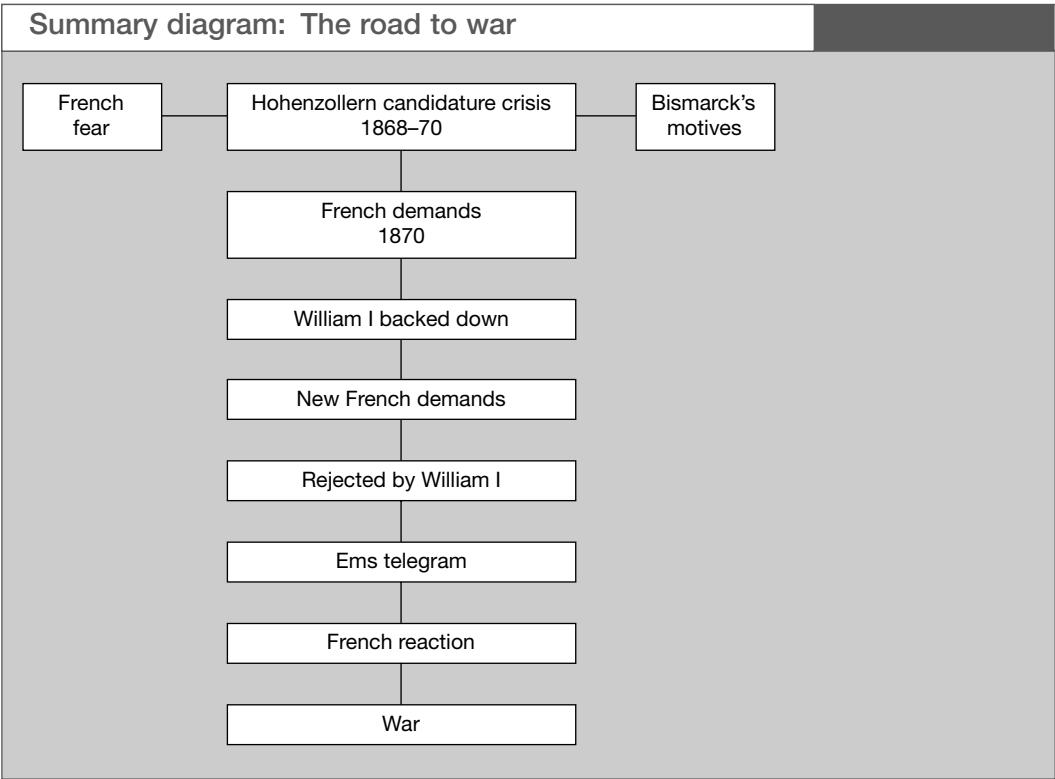 Summary diagram: The road to war
French
fear
Hohenzollern candidature crisis
1868–70
Bismarck's
motives
French demands
1870
William I backed down
New French demands
Rejected by William I
Ems telegram
French reaction
War